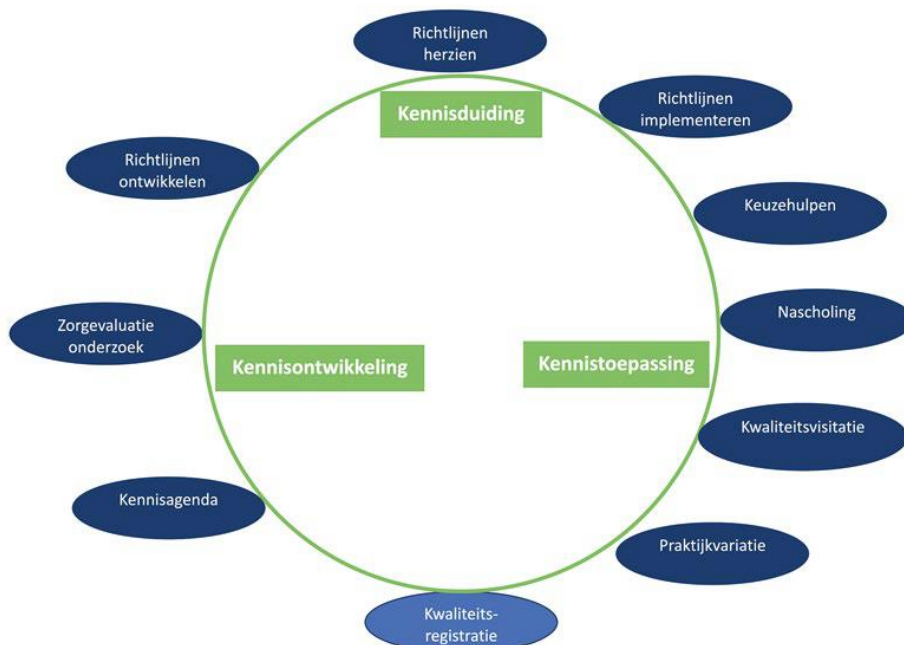 Richtlijnen
herzien
Kennisduiding
Richtlijnen
implementeren
Richtlijnen
ontwikkelen
Keuzehulpen
Zorgevaluatie
onderzoek
Nascholing
Kennisontwikkeling
Kennistoepassing
Kwaliteitsvisitatie
Kennisagenda
Praktijkvariatie
Kwaliteits-
registratie